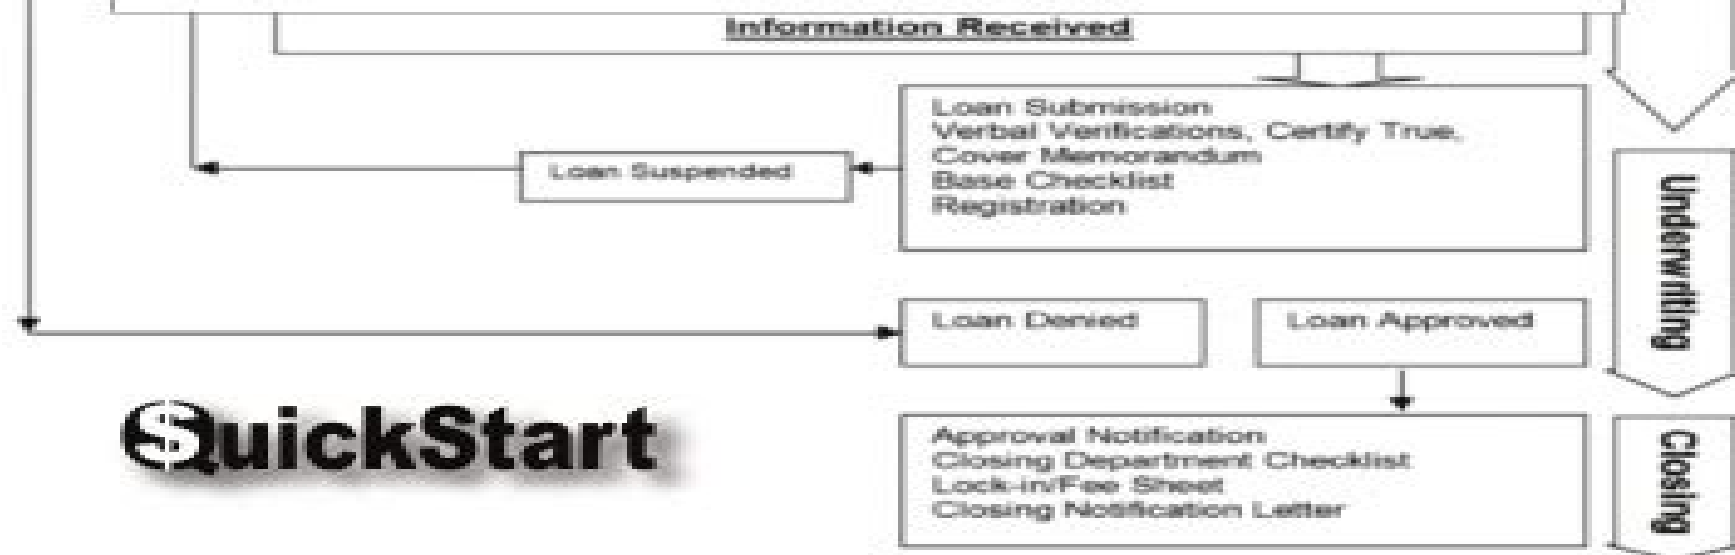 Information Received
Loan Submission
Verbal Verifications, Certify True,
Cover Memorandum
Base Checklist
Registration
Loan Suspended
Underwriting
Loan Denied
Loan Approved
QuickStart
Approval Notification
Closing Department Checklist
Lock-in/Fee Sheet
Closing Notification Letter
Closing